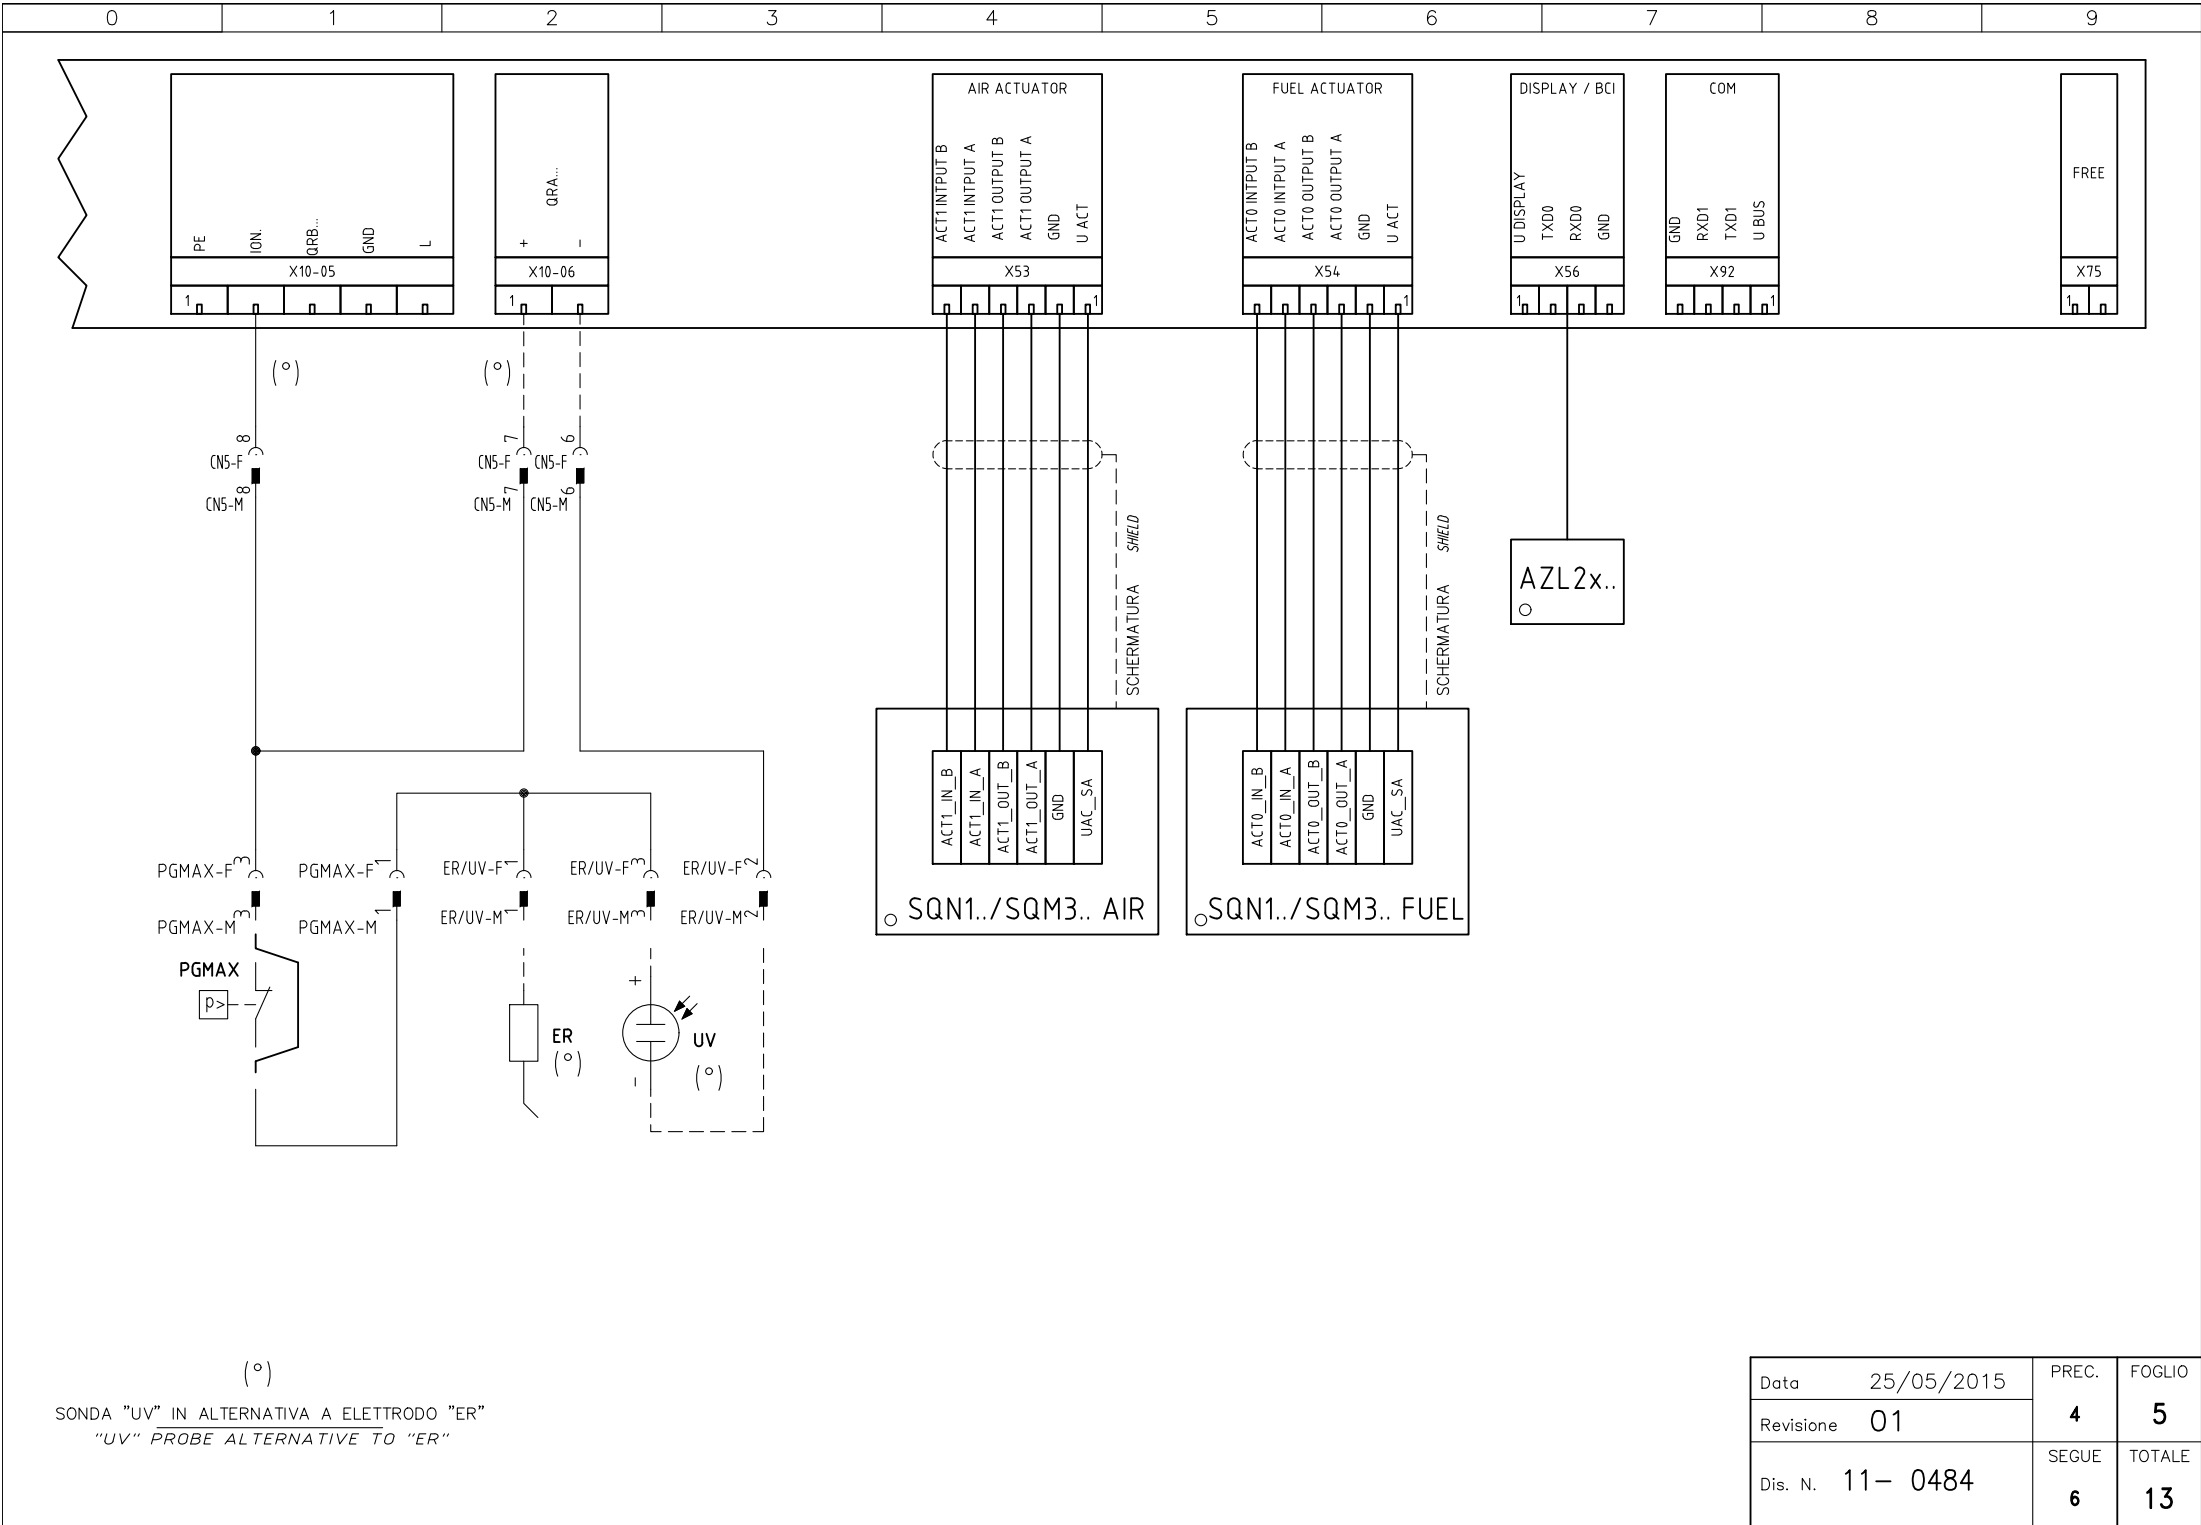 0 1 2 3 4 5 6 7 8 9
PE
ION.
QRB...
GND
L
X10-05
1
QRA...
+
-
X10-06
1
AIR ACTUATOR
ACT1 INTPUT B
ACT1 INTPUT A
ACT1 OUTPUT B
ACT1 OUTPUT A
GND
U ACT
X53
1
FUEL ACTUATOR
ACT0 INTPUT B
ACT0 INTPUT A
ACT0 OUTPUT B
ACT0 OUTPUT A
GND
U ACT
X54
1
DISPLAY / BCI
U DISPLAY
TXD0
RXD0
GND
X56
1
COM
GND
RXD1
TXD1
U BUS
X92
1
FREE
X75
1
(°)
(°)
CN5-F 8
CN5-M 8
CN5-F 7
CN5-M 7
CN5-F 6
CN5-M 6
SCHERMATURA SHIELD
SCHERMATURA SHIELD
AZL2x..
ACT1_IN_B
ACT1_IN_A
ACT1_OUT_B
ACT1_OUT_A
GND
UAC_SA
SQN1../SQM3.. AIR
ACT0_IN_B
ACT0_IN_A
ACT0_OUT_B
ACT0_OUT_A
GND
UAC_SA
SQN1../SQM3.. FUEL
PGMAX-F 3
PGMAX-M 3
PGMAX-F 1
PGMAX-M 1
ER/UV-F 1
ER/UV-M 1
ER/UV-F 3
ER/UV-M 3
ER/UV-F 2
ER/UV-M 2
PGMAX
P>
ER
(°)
+
-
UV
(°)
(°)
SONDA "UV" IN ALTERNATIVA A ELETTRODO "ER"
"UV" PROBE ALTERNATIVE TO "ER"
Data 25/05/2015
Revisione 01
Dis. N. 11- 0484
PREC.
4
FOGLIO
5
SEGUE
6
TOTALE
13